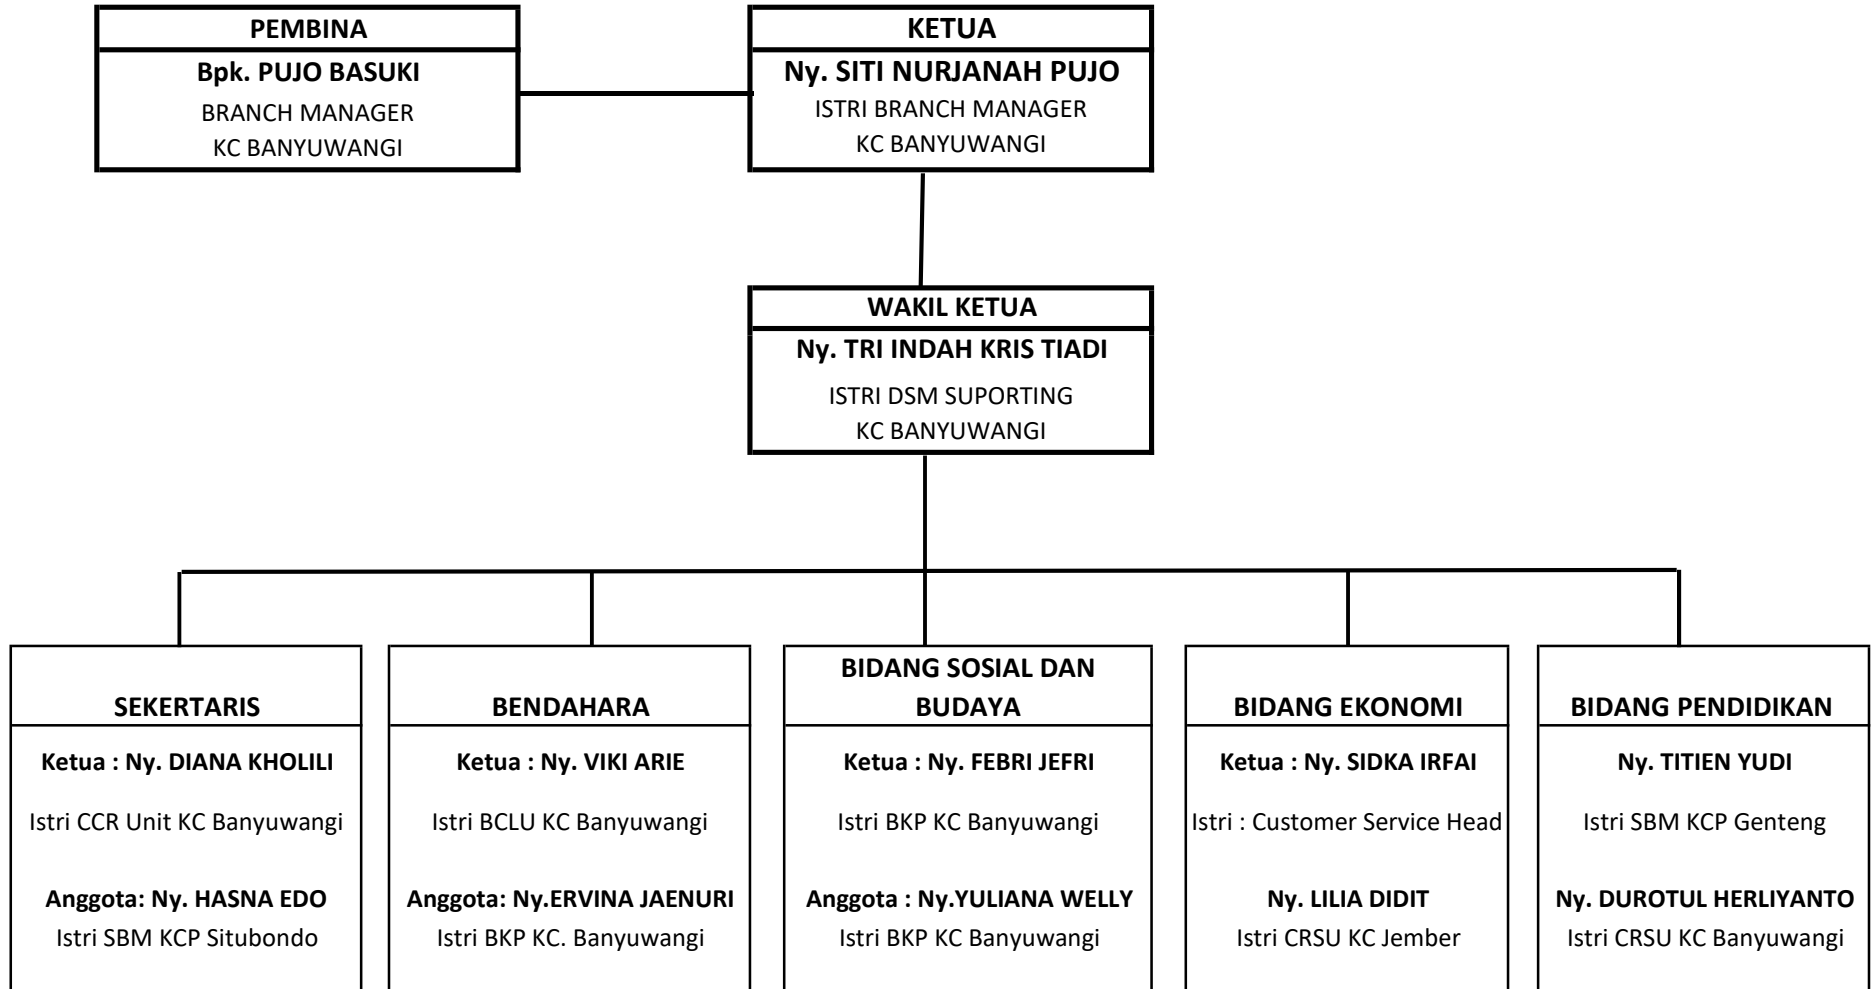 PEMBINA
Bpk. PUJO BASUKI
BRANCH MANAGER
KC BANYUWANGI
KETUA
Ny. SITI NURJANAH PUJO
ISTRI BRANCH MANAGER
KC BANYUWANGI
WAKIL KETUA
Ny. TRI INDAH KRIS TIADI
ISTRI DSM SUPORTING
KC BANYUWANGI
SEKERTARIS
Ketua : Ny. DIANA KHOLILI
Istri CCR Unit KC Banyuwangi
Anggota: Ny. HASNA EDO
Istri SBM KCP Situbondo
BENDAHARA
Ketua : Ny. VIKI ARIE
Istri BCLU KC Banyuwangi
Anggota: Ny.ERVINA JAENURI
Istri BKP KC. Banyuwangi
BIDANG SOSIAL DAN
BUDAYA
Ketua : Ny. FEBRI JEFRI
Istri BKP KC Banyuwangi
Anggota : Ny.YULIANA WELLY
Istri BKP KC Banyuwangi
BIDANG EKONOMI
Ketua : Ny. SIDKA IRFAI
Istri : Customer Service Head
Ny. LILIA DIDIT
Istri CRSU KC Jember
BIDANG PENDIDIKAN
Ny. TITIEN YUDI
Istri SBM KCP Genteng
Ny. DUROTUL HERLIYANTO
Istri CRSU KC Banyuwangi